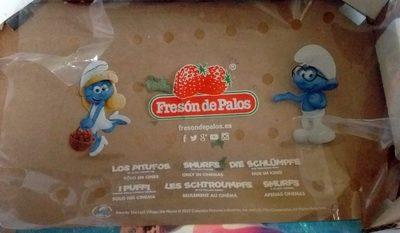 Fresón de Palos
fresondepalos.es
LOS PITUFOS
SÓLO EN CINES
SMURFS
ONLY IN CINEMAS
DIE SCHLÜMPFE
NUR IM KINO
I PUFFI
SOLO NEI CINEMA
LES SCHTROUMPFS
SEULEMENT AU CINÉMA
SMURFS
APENAS CINEMAS